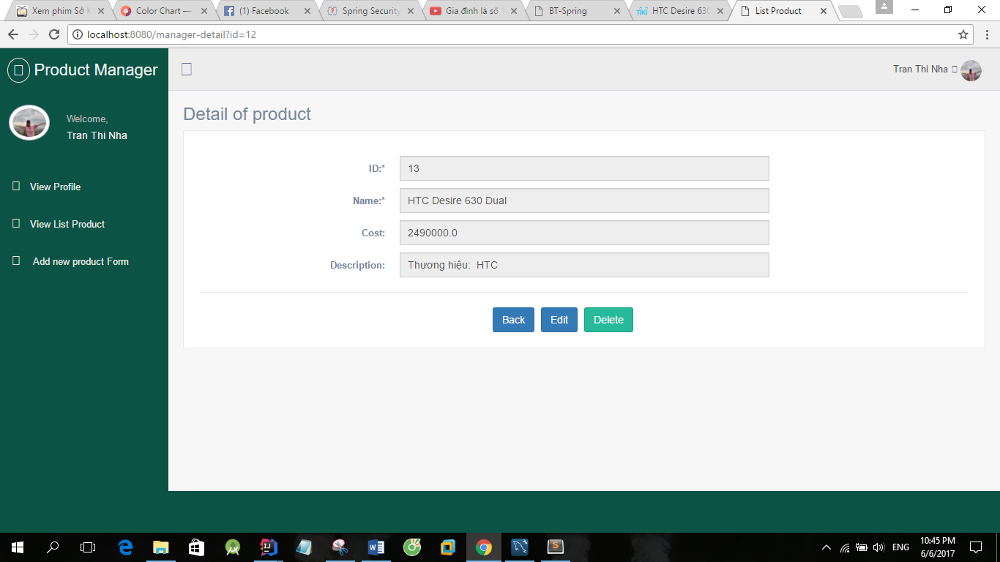 Xem phim Sở K
Color Chart —
(1) Facebook
Spring Security
Gia đình là số 1
BT-Spring
HTC Desire 630
List Product
localhost:8080/manager-detail?id=12
Product Manager
Tran Thi Nha
Welcome,
Tran Thi Nha
View Profile
View List Product
Add new product Form
Detail of product
ID:* 13
Name:* HTC Desire 630 Dual
Cost: 2490000.0
Description: Thương hiệu: HTC
Back Edit Delete
ENG
10:45 PM
6/6/2017